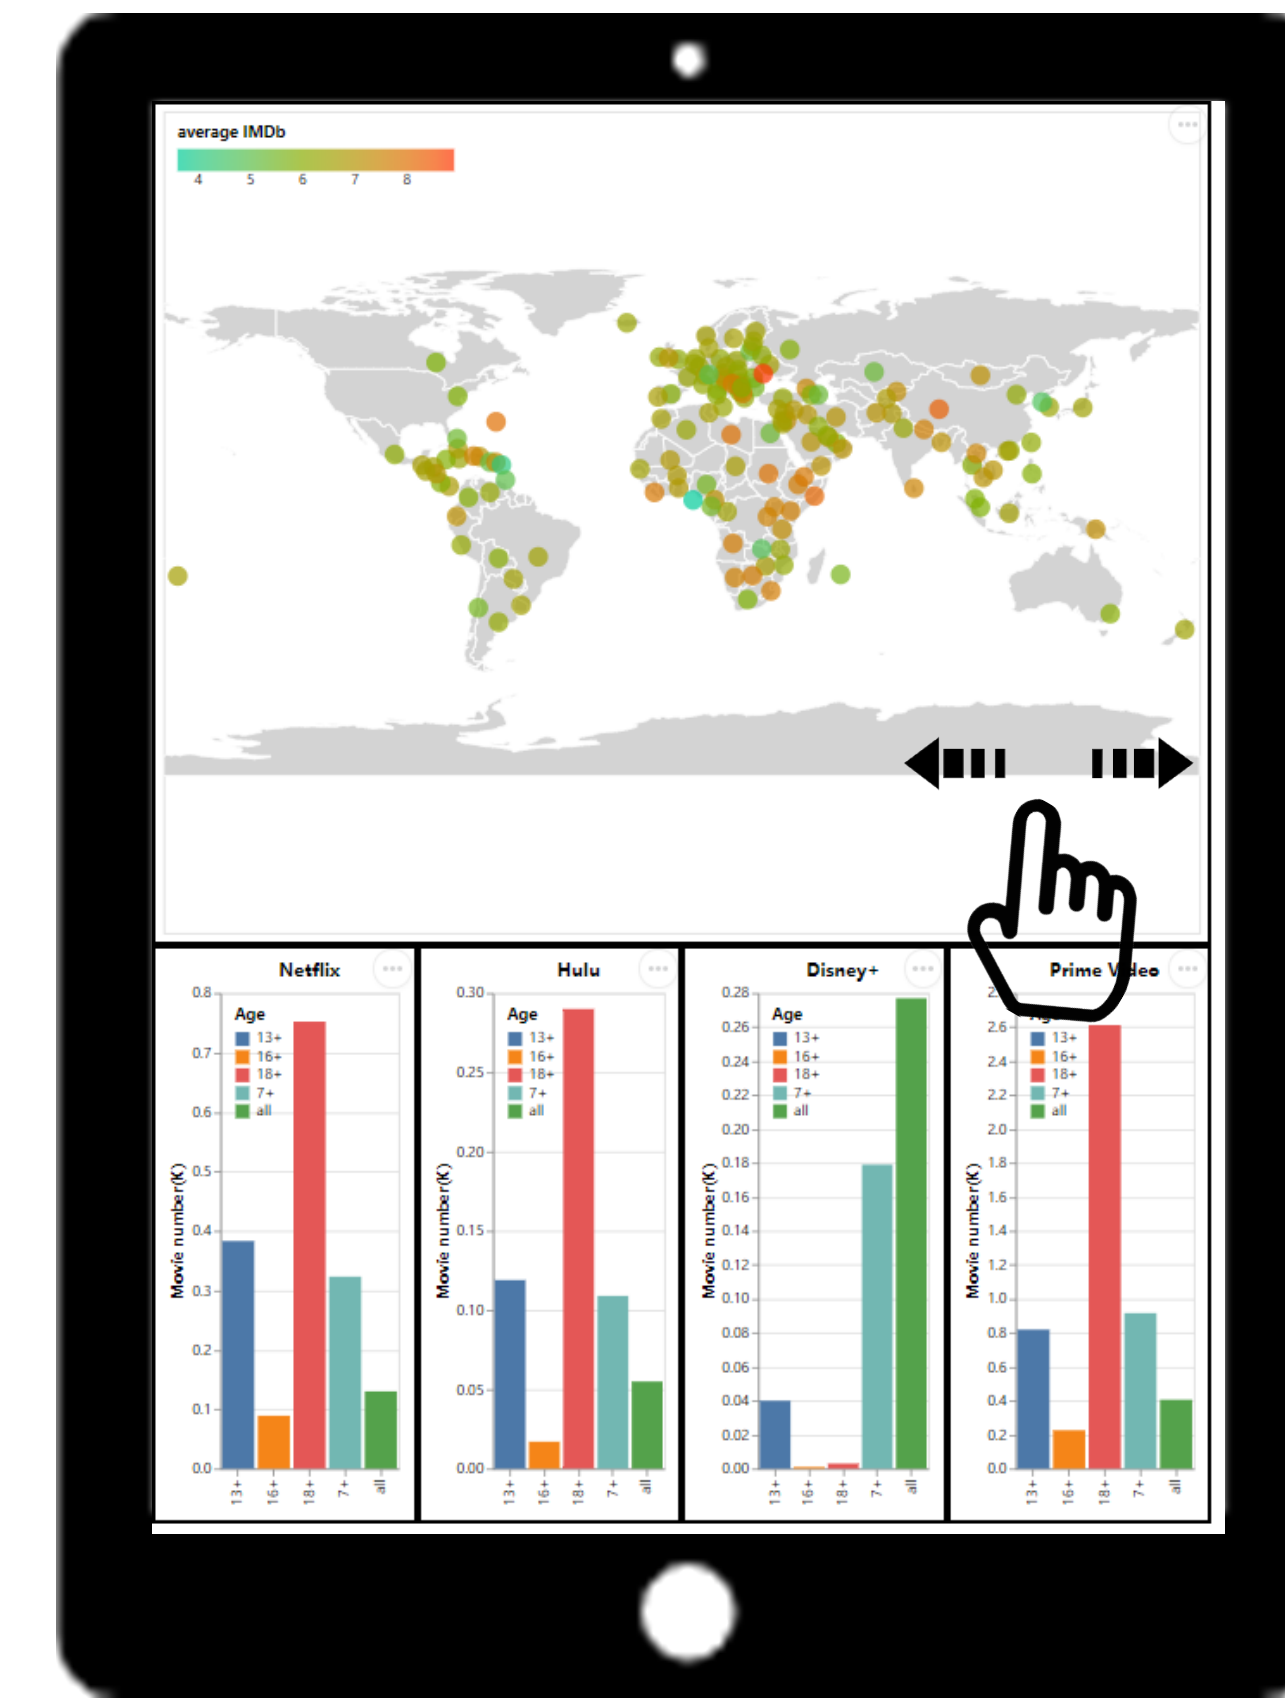 average IMDb
4 5 6 7 8
Netflix
0.8
0.7
0.6
0.5
0.4
0.3
0.2
0.1
0.0
Movie number(K)
Age
13+
16+
18+
7+
all
13+ 16+ 18+ 7+ all
Hulu
0.30
0.25
0.20
0.15
0.10
0.05
0.00
Movie number(K)
Age
13+
16+
18+
7+
all
13+ 16+ 18+ 7+ all
Disney+
0.28
0.26
0.24
0.22
0.20
0.18
0.16
0.14
0.12
0.10
0.08
0.06
0.04
0.02
0.00
Movie number(K)
Age
13+
16+
18+
7+
all
13+ 16+ 18+ 7+ all
Prime Video
2.6
2.4
2.2
2.0
1.8
1.6
1.4
1.2
1.0
0.8
0.6
0.4
0.2
0.0
Movie number(K)
Age
13+
16+
18+
7+
all
13+ 16+ 18+ 7+ all